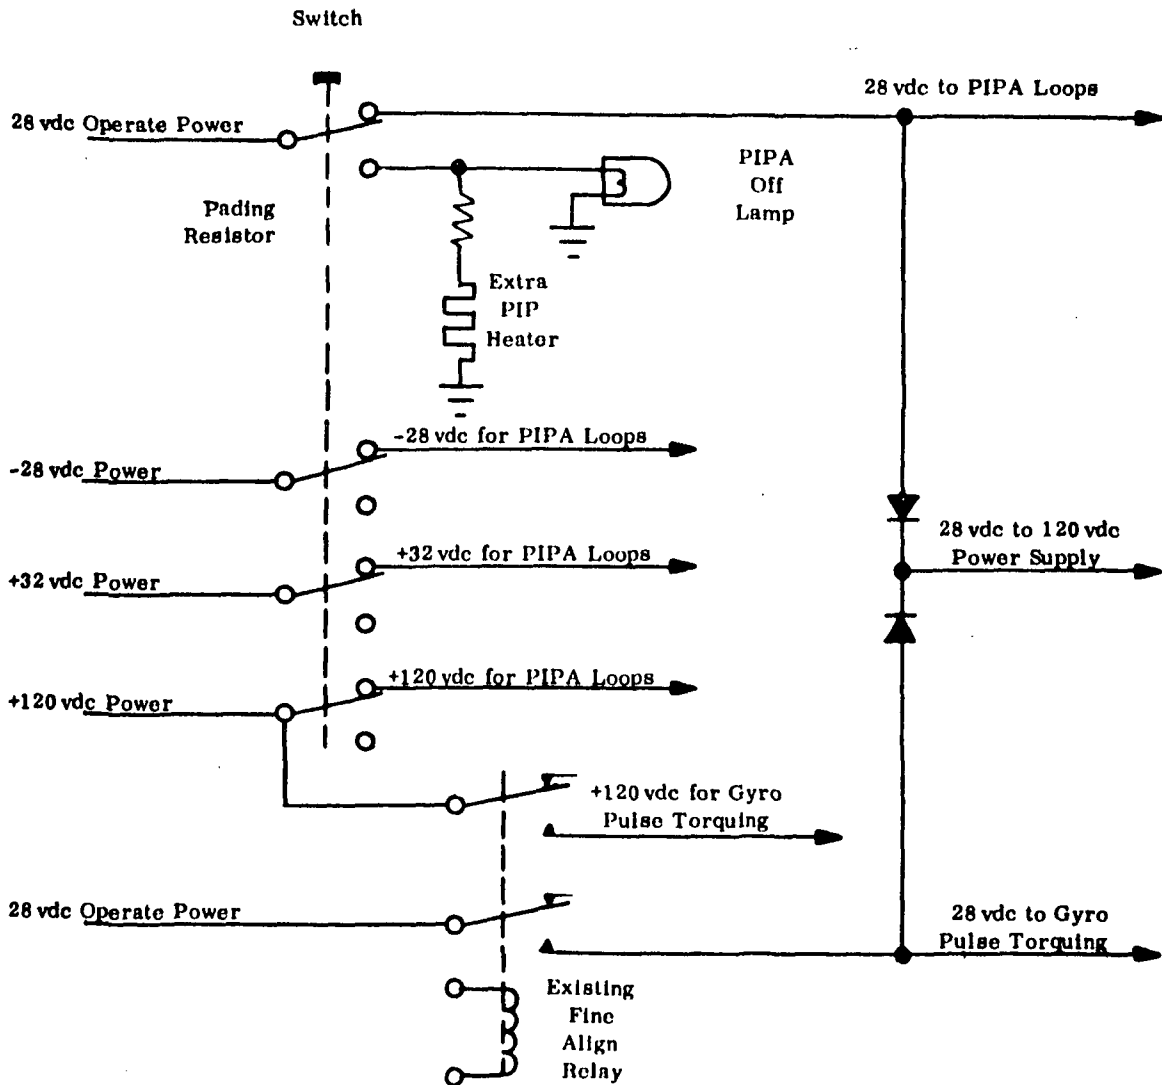 Switch
28 vdc Operate Power
28 vdc to PIPA Loops
PIPA
Off
Lamp
Pading
Resistor
Extra
PIP
Heater
-28 vdc Power
-28 vdc for PIPA Loops
+32 vdc Power
+32 vdc for PIPA Loops
28 vdc to 120 vdc
Power Supply
+120 vdc Power
+120 vdc for PIPA Loops
+120 vdc for Gyro
Pulse Torquing
28 vdc Operate Power
28 vdc to Gyro
Pulse Torquing
Existing
Fine
Align
Relay